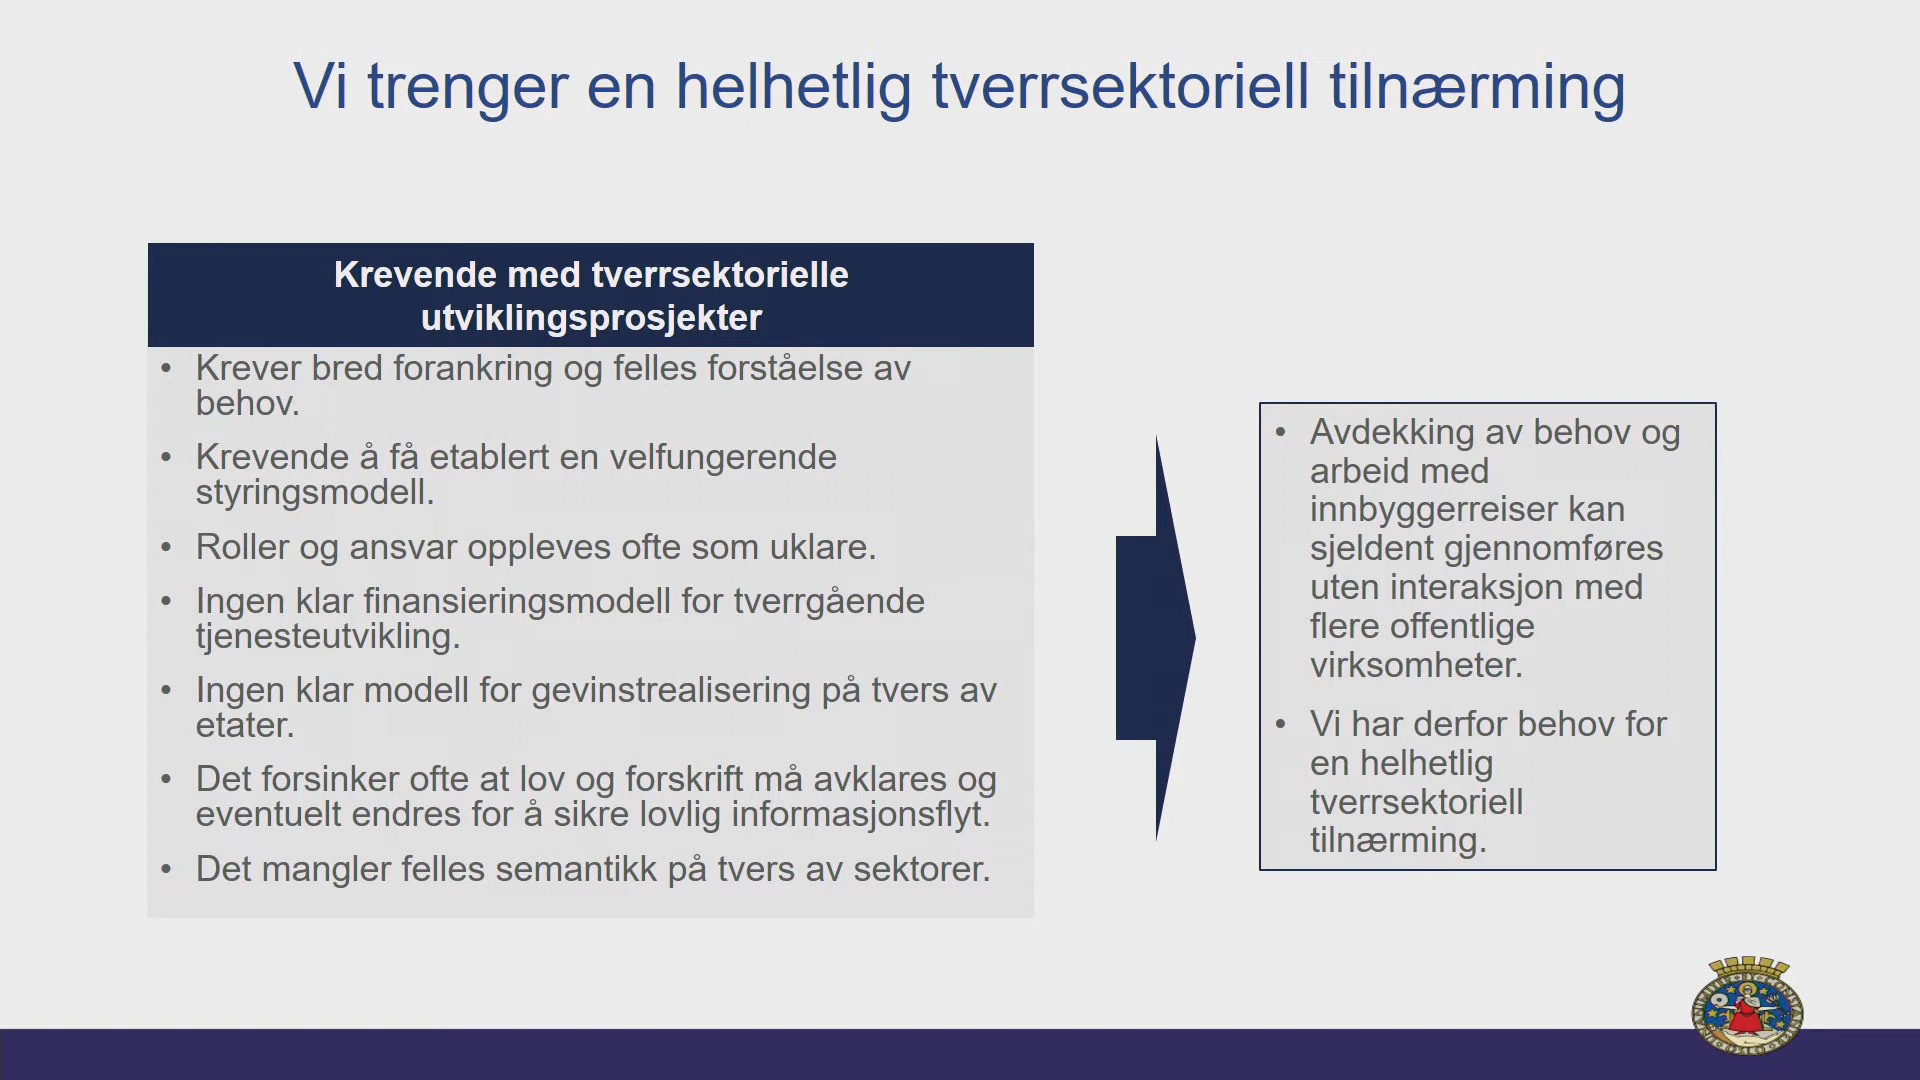 Vi trenger en helhetlig tverrsektoriell tilnærming
Krevende med tverrsektorielle
utviklingsprosjekter
• Krever bred forankring og felles forståelse av
behov.
• Krevende å få etablert en velfungerende
styringsmodell.
• Roller og ansvar oppleves ofte som uklare.
• Ingen klar finansieringsmodell for tverrgående
tjenesteutvikling.
• Ingen klar modell for gevinstrealisering på tvers av
etater.
• Det forsinker ofte at lov og forskrift må avklares og
eventuelt endres for å sikre lovlig informasjonsflyt.
• Det mangler felles semantikk på tvers av sektorer.
• Avdekking av behov og
arbeid med
innbyggerreiser kan
sjeldent gjennomføres
uten interaksjon med
flere offentlige
virksomheter.
• Vi har derfor behov for
en helhetlig
tverrsektoriell
tilnærming.